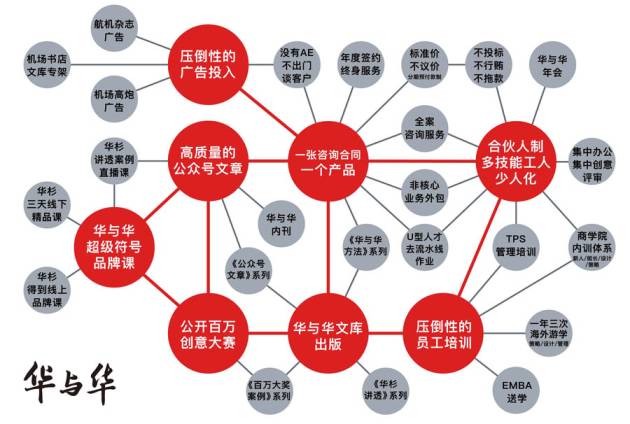 航机杂志
广告
机场书店
文库专架
机场高炮
广告
压倒性的
广告投入
没有AE
不出门
谈客户
年度签约
终身服务
标准价
不议价
分期预付款制
不投标
不行贿
不拖款
华与华
年会
华杉
讲透案例
直播课
高质量的
公众号文章
一张咨询合同
一个产品
全案
咨询服务
非核心
业务外包
合伙人制
多技能工人
少人化
集中办公
集中创意
评审
华杉
三天线下
精品课
华与华
超级符号
品牌课
华与华
内刊
《公众号
文章》系列
《华与华
方法》系列
U型人才
去流水线
作业
TPS
管理培训
商学院
内训体系
新人/组长/设计
/策略
华杉
得到线上
品牌课
公开百万
创意大赛
华与华文库
出版
压倒性的
员工培训
一年三次
海外游学
策略/设计/管理
《百万大奖
案例》系列
《华杉
讲透》系列
EMBA
送学
华与华